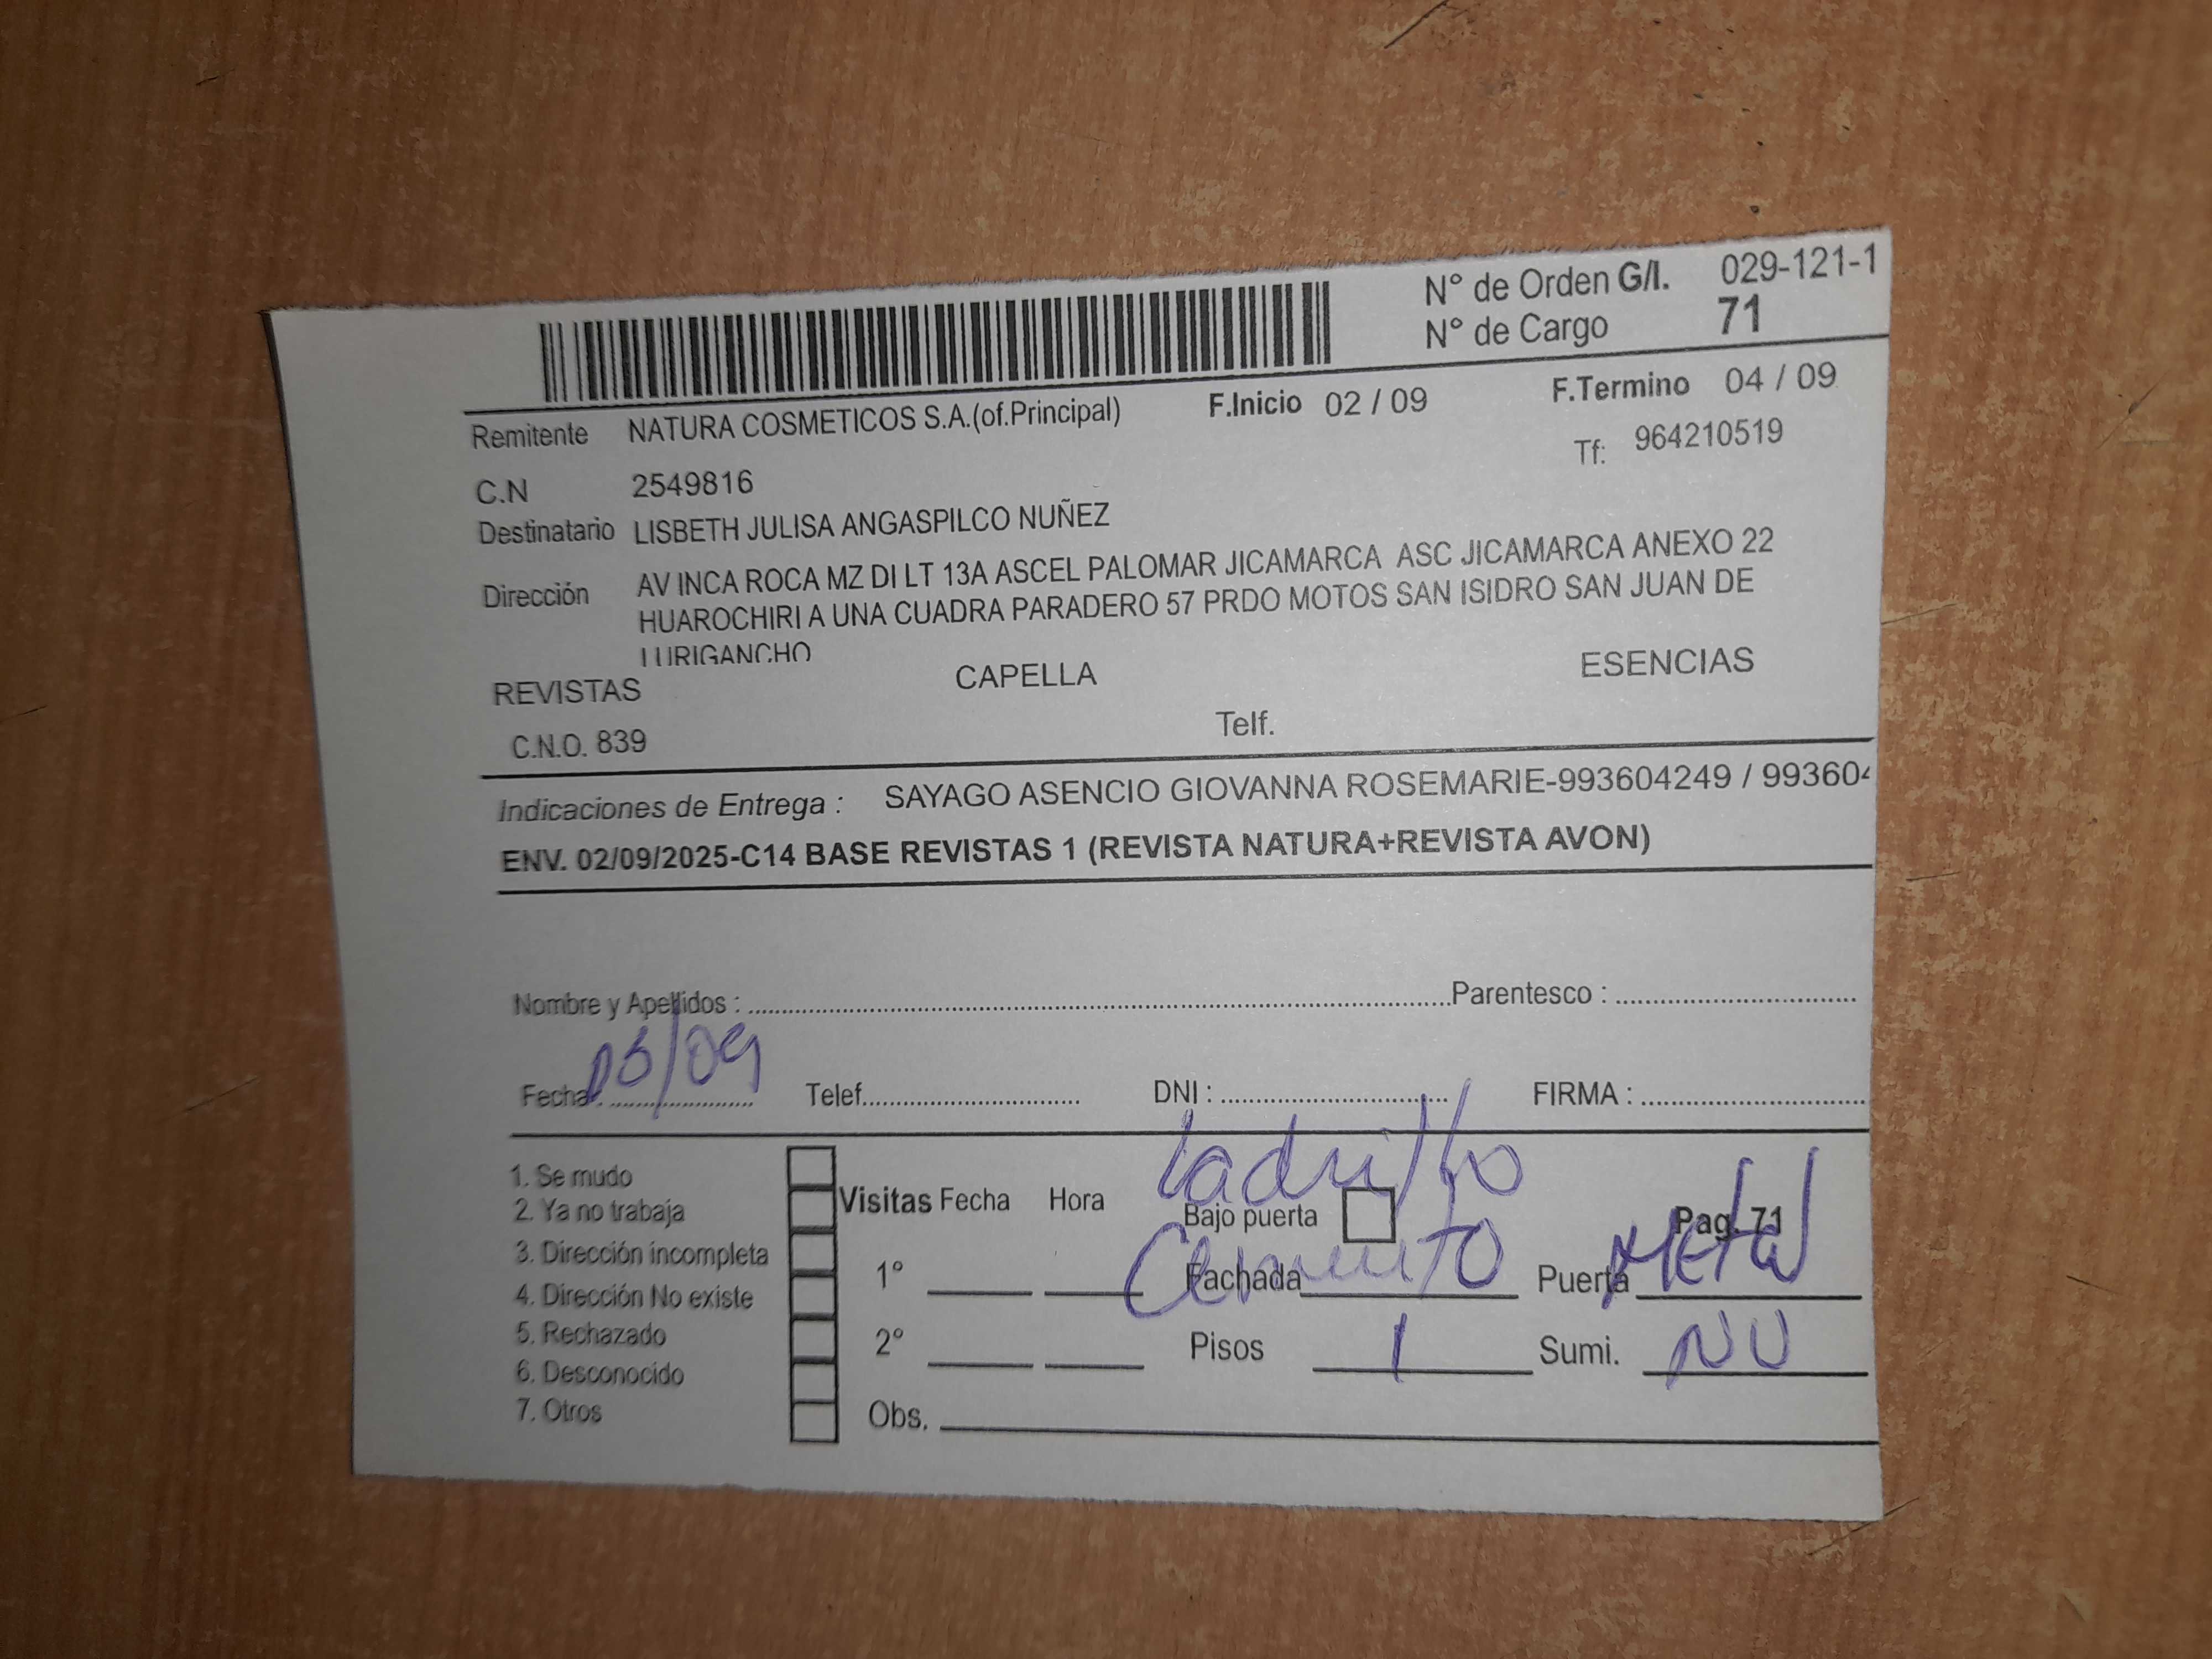 N° de Orden G/I. 029-121-1
N° de Cargo 71
F.Inicio 02 / 09 F.Termino 04 / 09
Remitente NATURA COSMETICOS S.A.(of.Principal)
Tf: 964210519
C.N 2549816
Destinatario LISBETH JULISA ANGASPILCO NUÑEZ
Dirección AV INCA ROCA MZ DI LT 13A ASCEL PALOMAR JICAMARCA ASC JICAMARCA ANEXO 22
HUAROCHIRI A UNA CUADRA PARADERO 57 PRDO MOTOS SAN ISIDRO SAN JUAN DE
LURIGANCHO
REVISTAS CAPELLA ESENCIAS
C.N.O. 839 Telf.
Indicaciones de Entrega : SAYAGO ASENCIO GIOVANNA ROSEMARIE-993604249 / 99360
ENV. 02/09/2025-C14 BASE REVISTAS 1 (REVISTA NATURA+REVISTA AVON)
Nombre y Apellidos : Parentesco :
Fecha : /09 Telef. DNI : FIRMA :
Ladrillo
1. Se mudo
2. Ya no trabaja
3. Dirección incompleta
4. Dirección No existe
5. Rechazado
6. Desconocido
7. Otros
Visitas Fecha Hora
1°
2°
Obs.
Bajo puerta Pag. 71
Fachada Cemento Puerta Metal
Pisos 1 Sumi. NO